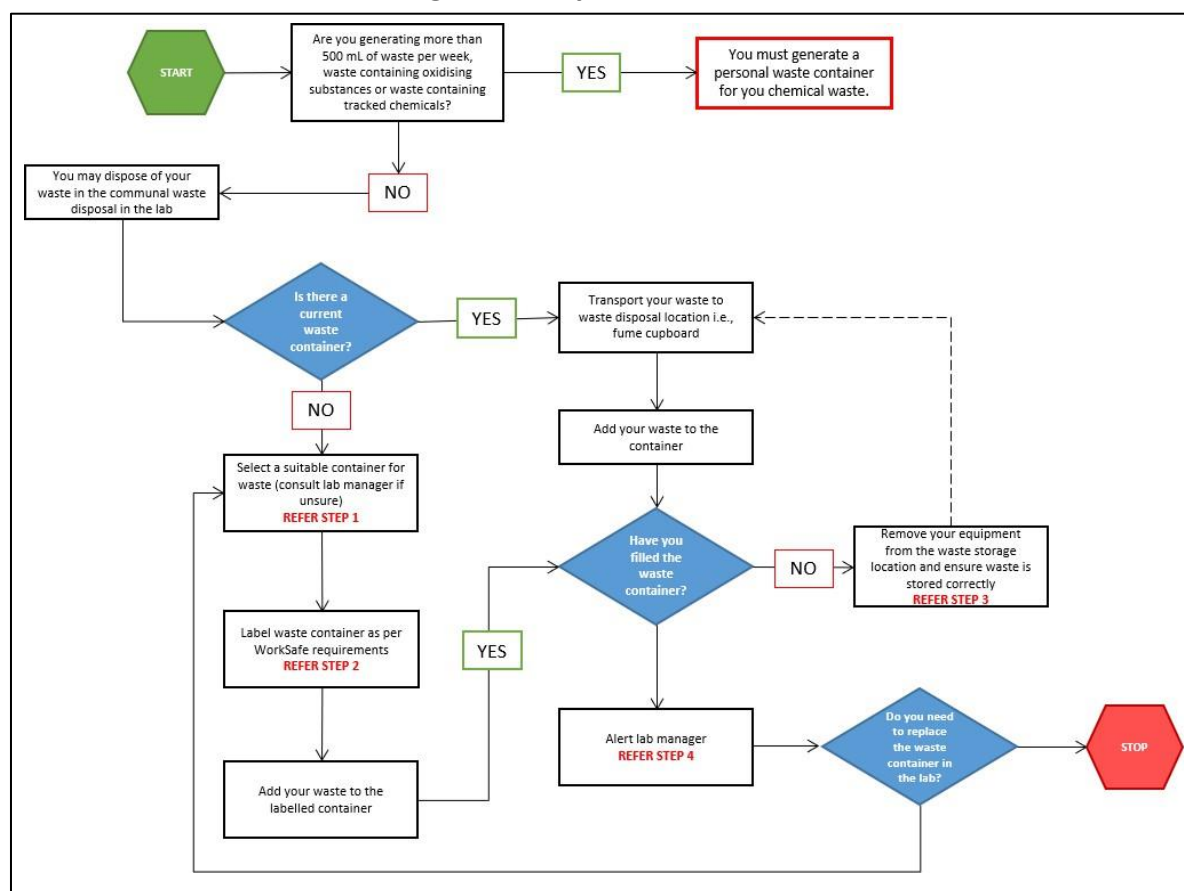 START
Are you generating more than
500 mL of waste per week,
waste containing oxidising
substances or waste containing
tracked chemicals?
YES
You must generate a
personal waste container
for you chemical waste.
NO
You may dispose of your
waste in the communal waste
disposal in the lab
Is there a
current
waste
container?
YES
Transport your waste to
waste disposal location i.e.,
fume cupboard
NO
Add your waste to the
container
Select a suitable container for
waste (consult lab manager if
unsure)
REFER STEP 1
Have you
filled the
waste
container?
NO
Remove your equipment
from the waste storage
location and ensure waste is
stored correctly
REFER STEP 3
Label waste container as per
WorkSafe requirements
REFER STEP 2
YES
Alert lab manager
REFER STEP 4
Do you need
to replace
the waste
container in
the lab?
STOP
Add your waste to the
labelled container